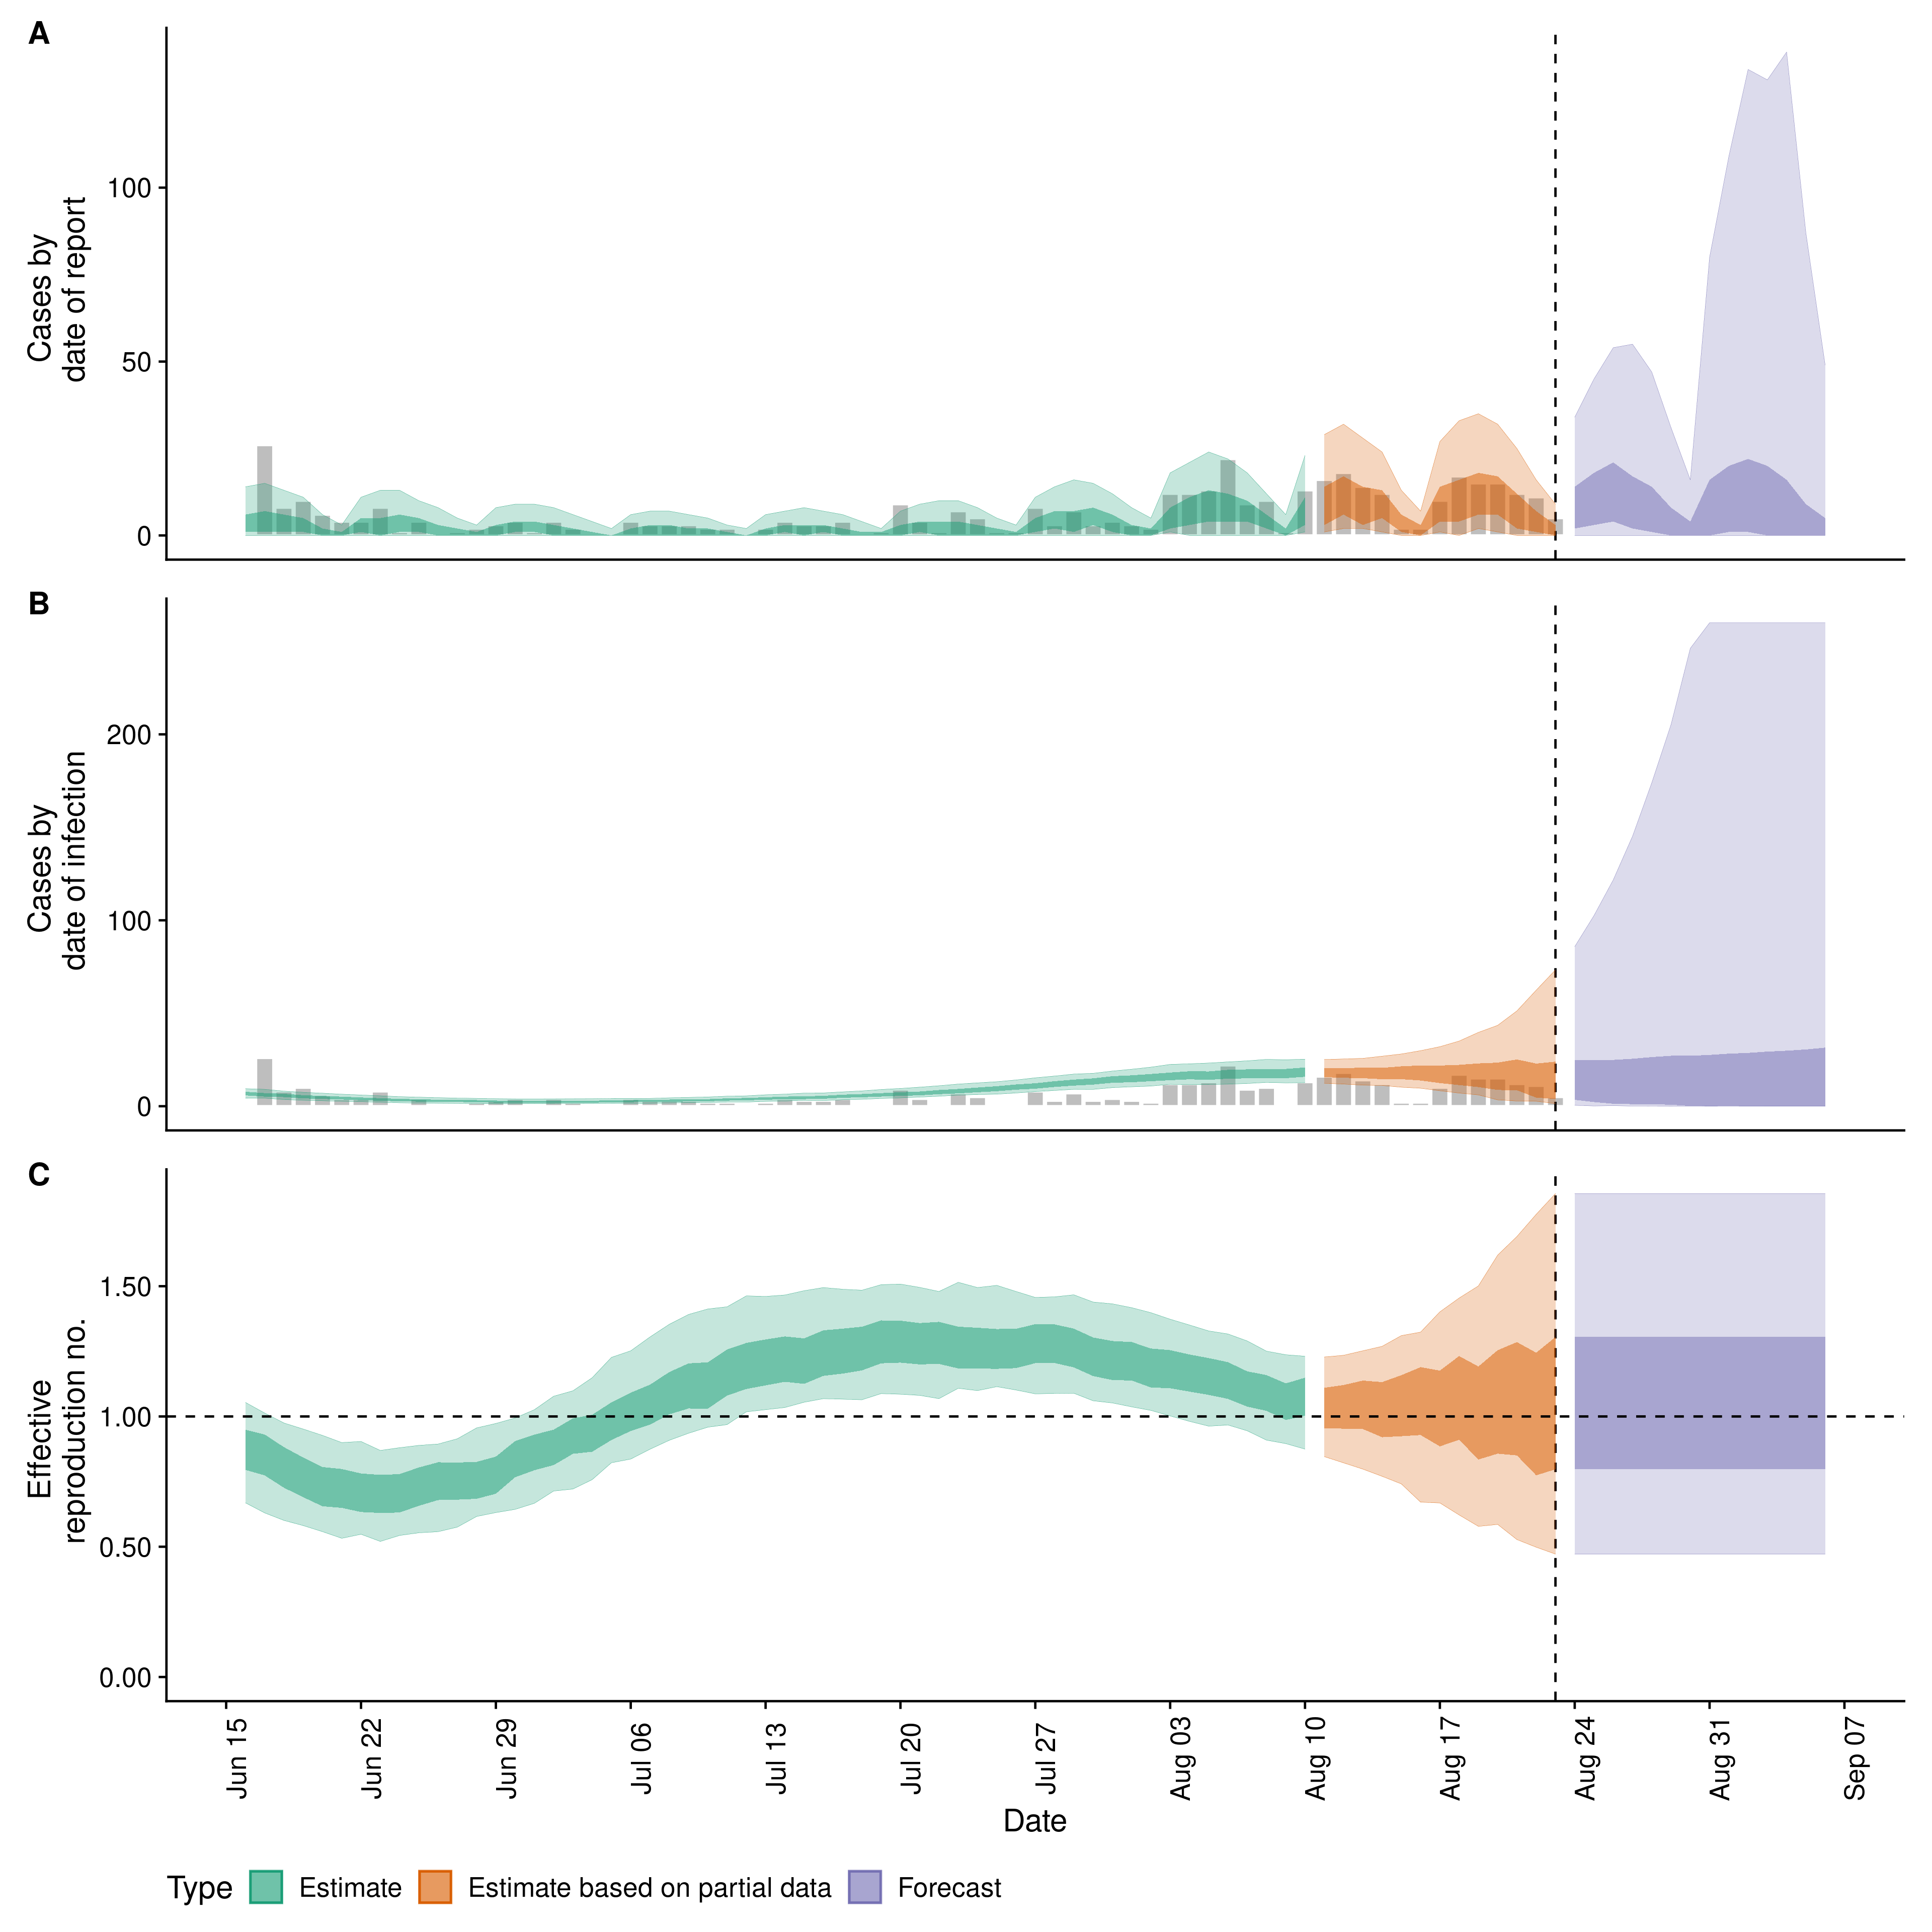 A
Cases by
date of report
100
50
0
B
Cases by
date of infection
200
100
0
C
Effective
reproduction no.
1.50
1.00
0.50
0.00
Jun 15
Jun 22
Jun 29
Jul 06
Jul 13
Jul 20
Jul 27
Aug 03
Aug 10
Aug 17
Aug 24
Aug 31
Sep 07
Date
Type
Estimate
Estimate based on partial data
Forecast